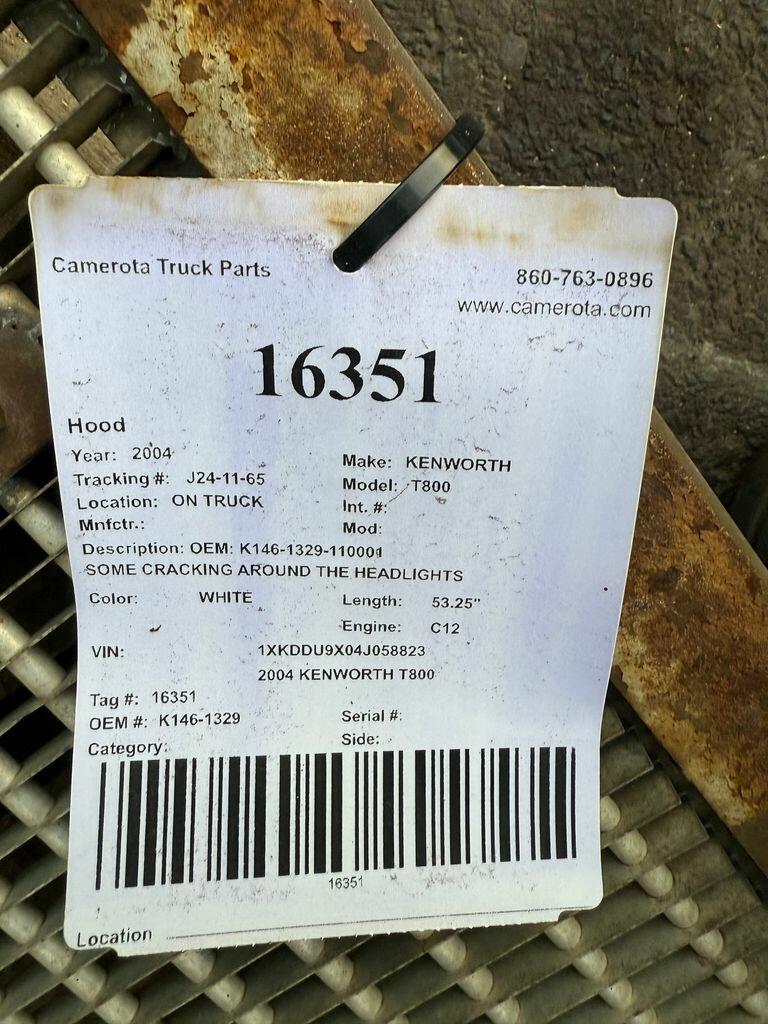 Camerota Truck Parts
860-763-0896
www.camerota.com
16351
Hood
Year: 2004
Make: KENWORTH
Tracking #: J24-11-65
Model: T800
Location: ON TRUCK
Int. #:
Mnfctr.:
Mod:
Description: OEM: K146-1329-110001
SOME CRACKING AROUND THE HEADLIGHTS
Color: WHITE
Length: 53.25"
Engine: C12
VIN: 1XKDDU9X04J058823
2004 KENWORTH T800
Tag #: 16351
OEM #: K146-1329
Serial #:
Category:
Side:
16351
Location